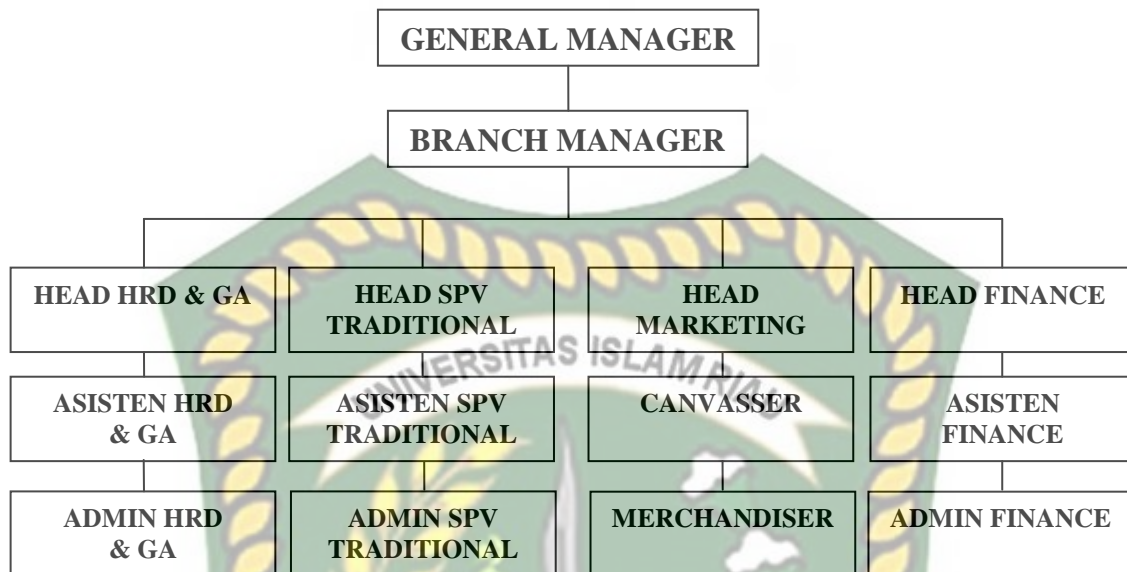 GENERAL MANAGER
BRANCH MANAGER
HEAD HRD & GA
HEAD SPV
TRADITIONAL
HEAD
MARKETING
HEAD FINANCE
UNIVERSITAS ISLAM RIAU
ASISTEN HRD
& GA
ASISTEN SPV
TRADITIONAL
CANVASSER
ASISTEN
FINANCE
ADMIN HRD
& GA
ADMIN SPV
TRADITIONAL
MERCHANDISER
ADMIN FINANCE